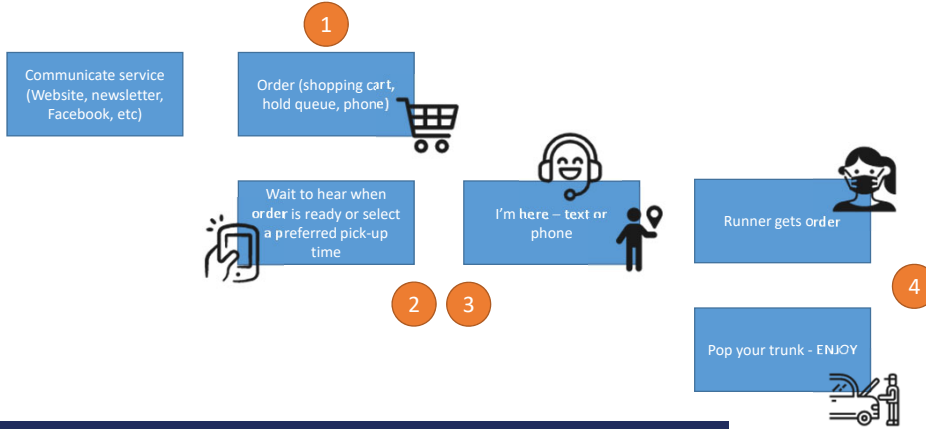 1
Communicate service
(Website, newsletter,
Facebook, etc)
Order (shopping cart,
hold queue, phone)
Wait to hear when
order is ready or select
a preferred pick-up
time
I'm here – text or
phone
Runner gets order
2
3
4
Pop your trunk - ENJOY